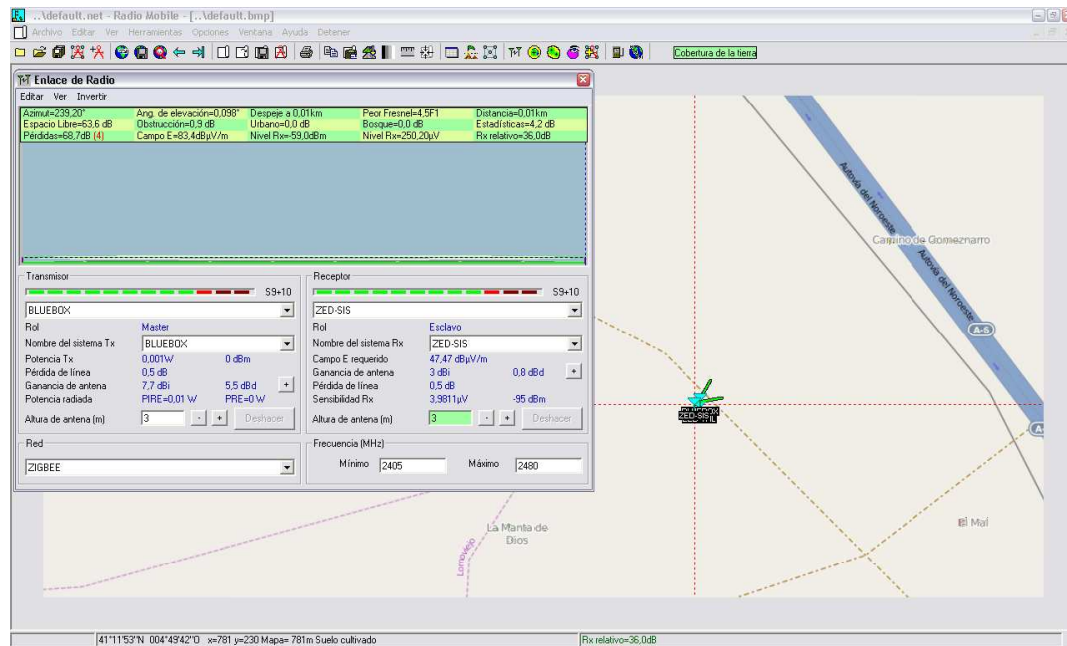 ..\default.net - Radio Mobile - [..\default.bmp]
Archivo Editar Ver Herramientas Opciones Ventana Ayuda Detener
Cobertura de la tierra
Enlace de Radio
Editar Ver Invertir
Azimut=239,20° Ang. de elevación=0,098° Despeje a 0,01km Peor Fresnel=4,5F1 Distancia=0,01km
Espacio Libre=63,6 dB Obstrucción=0,9 dB Urbano=0,0 dB Bosque=0,0 dB Estadísticas=4,2 dB
Pérdidas=68,7dB (4) Campo E=83,4dBµV/m Nivel Rx=-59,0dBm Nivel Rx=250,20µV Rx relativo=36,0dB
Transmisor
S9+10
BLUEBOX
Rol Master
Nombre del sistema Tx BLUEBOX
Potencia Tx 0,001W 0 dBm
Pérdida de línea 0,5 dB
Ganancia de antena 7,7 dBi 5,5 dBd +
Potencia radiada PIRE=0,01 W PRE=0 W
Altura de antena (m) 3 - + Deshacer
Receptor
S9+10
ZED-SIS
Rol Esclavo
Nombre del sistema Rx ZED-SIS
Campo E requerido 47,47 dBµV/m
Ganancia de antena 3 dBi 0,8 dBd +
Pérdida de línea 0,5 dB
Sensibilidad Rx 3,9811µV -95 dBm
Altura de antena (m) 3 - + Deshacer
Red
ZIGBEE
Frecuencia (MHz)
Mínimo 2405 Máximo 2480
Autovía del Noroeste
Camino de Gomeznarro
Autovía del Noroeste
A-6
BLUEBOX
ZED-SIS
El Mal
La Manta de
Dios
Lomoviejo
41°11'53"N 004°49'42"O x=781 y=230 Mapa= 781m Suelo cultivado
Rx relativo=36,0dB